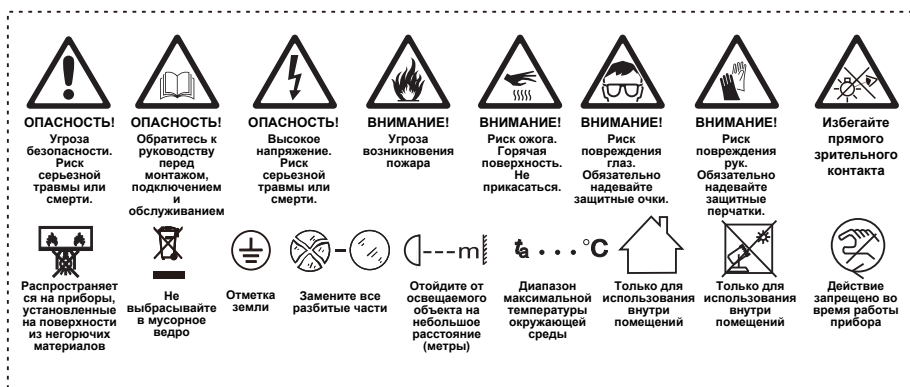 ОПАСНОСТЬ!
Угроза
безопасности.
Риск
серьезной
травмы или
смерти.
ОПАСНОСТЬ!
Обратитесь к
руководству
перед
монтажом,
подключением
и
обслуживанием
ОПАСНОСТЬ!
Высокое
напряжение.
Риск
серьезной
травмы или
смерти.
ВНИМАНИЕ!
Угроза
возникновения
пожара
ВНИМАНИЕ!
Риск ожога.
Горячая
поверхность.
Не
прикасаться.
ВНИМАНИЕ!
Риск
повреждения
глаз.
Обязательно
надевайте
защитные очки.
ВНИМАНИЕ!
Риск
повреждения
рук.
Обязательно
надевайте
защитные
перчатки.
Избегайте
прямого
зрительного
контакта
Распространяет
ся на приборы,
установленные
на поверхности
из негорючих
материалов
Не
выбрасывайте
в мусорное
ведро
Отметка
земли
Замените все
разбитые части
m
Отойдите от
освещаемого
объекта на
небольшое
расстояние
(метры)
ta . . . °C
Диапазон
максимальной
температуры
окружающей
среды
Только для
использования
внутри
помещений
Только для
использования
внутри
помещений
Действие
запрещено во
время работы
прибора